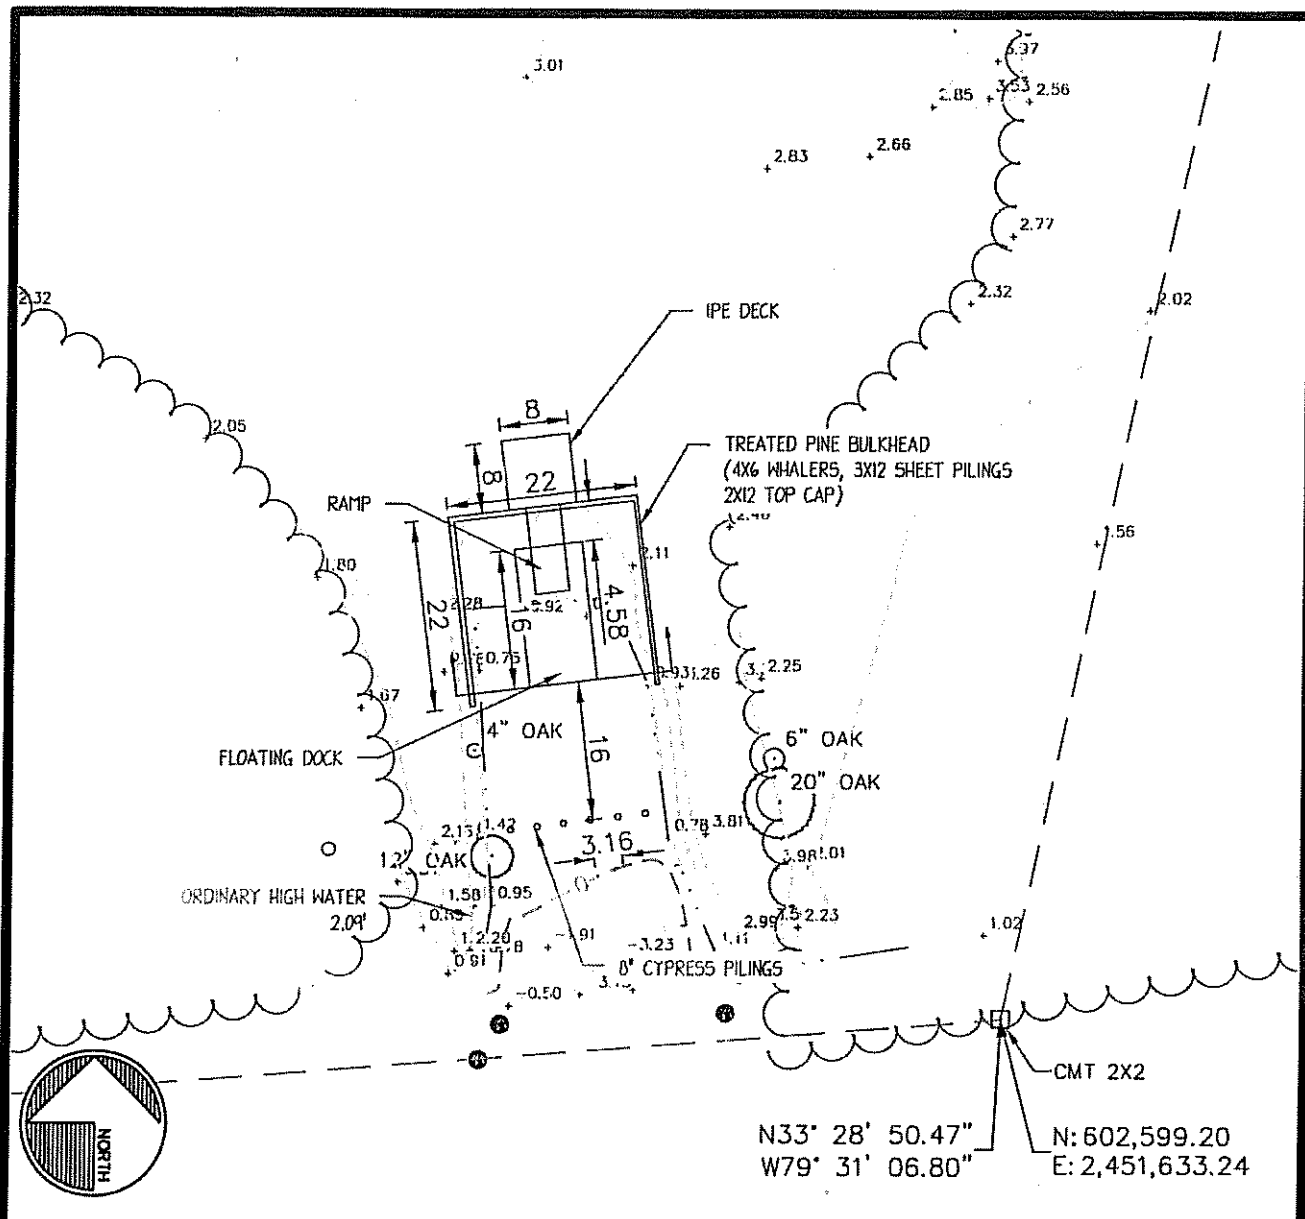 3.01
3.53
2.56
2.85
2.66
2.83
2.77
2.32
2.32
2.02
IPE DECK
8
2.05
TREATED PINE BULKHEAD
(4X6 WHALERS, 3X12 SHEET PILINGS
2X12 TOP CAP)
8
22
RAMP
1.56
2.11
1.80
4.58
22
16
0.75
1.26
2.25
1.67
4" OAK
6" OAK
FLOATING DOCK
16
20" OAK
1.42
0.78
3.81
3.16
12" OAK
3.98
ORDINARY HIGH WATER
1.58
0.95
2.09'
2.99
2.23
1.02
-3.23
8" CYPRESS PILINGS
-0.50
CMT 2X2
NORTH
N33° 28' 50.47"
N: 602,599.20
W79° 31' 06.80"
E: 2,451,633.24